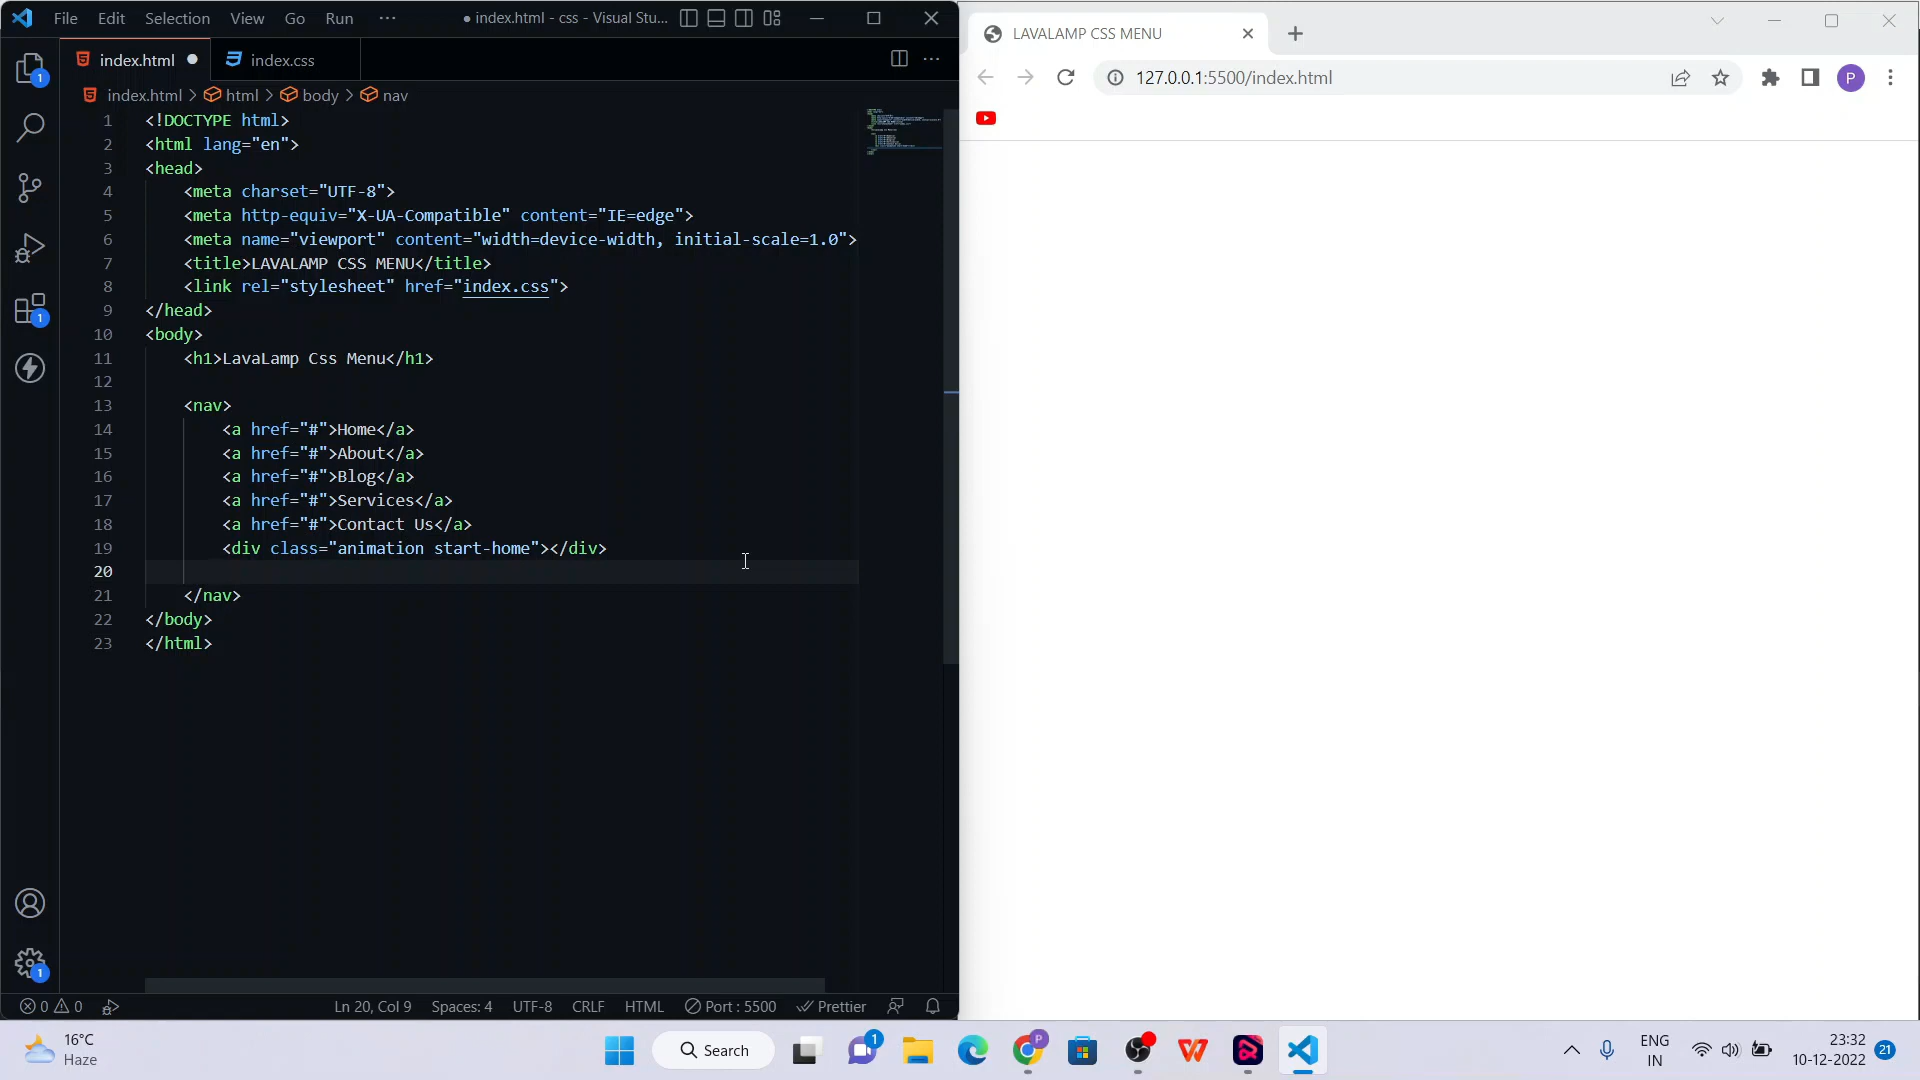 File Edit Selection View Go Run ··· ● index.html - css - Visual Stu...
index.html ● index.css
index.html > html > body > nav
1 <!DOCTYPE html>
2 <html lang="en">
3 <head>
4 <meta charset="UTF-8">
5 <meta http-equiv="X-UA-Compatible" content="IE=edge">
6 <meta name="viewport" content="width=device-width, initial-scale=1.0">
7 <title>LAVALAMP CSS MENU</title>
8 <link rel="stylesheet" href="index.css">
9 </head>
10 <body>
11 <h1>LavaLamp Css Menu</h1>
12
13 <nav>
14 <a href="#">Home</a>
15 <a href="#">About</a>
16 <a href="#">Blog</a>
17 <a href="#">Services</a>
18 <a href="#">Contact Us</a>
19 <div class="animation start-home"></div>
20
21 </nav>
22 </body>
23 </html>
1
1
1
0 0 Ln 20, Col 9 Spaces: 4 UTF-8 CRLF HTML Port : 5500 Prettier
LAVALAMP CSS MENU
127.0.0.1:5500/index.html P
16°C
Haze
Search
1
P
ENG
IN
23:32
10-12-2022
21